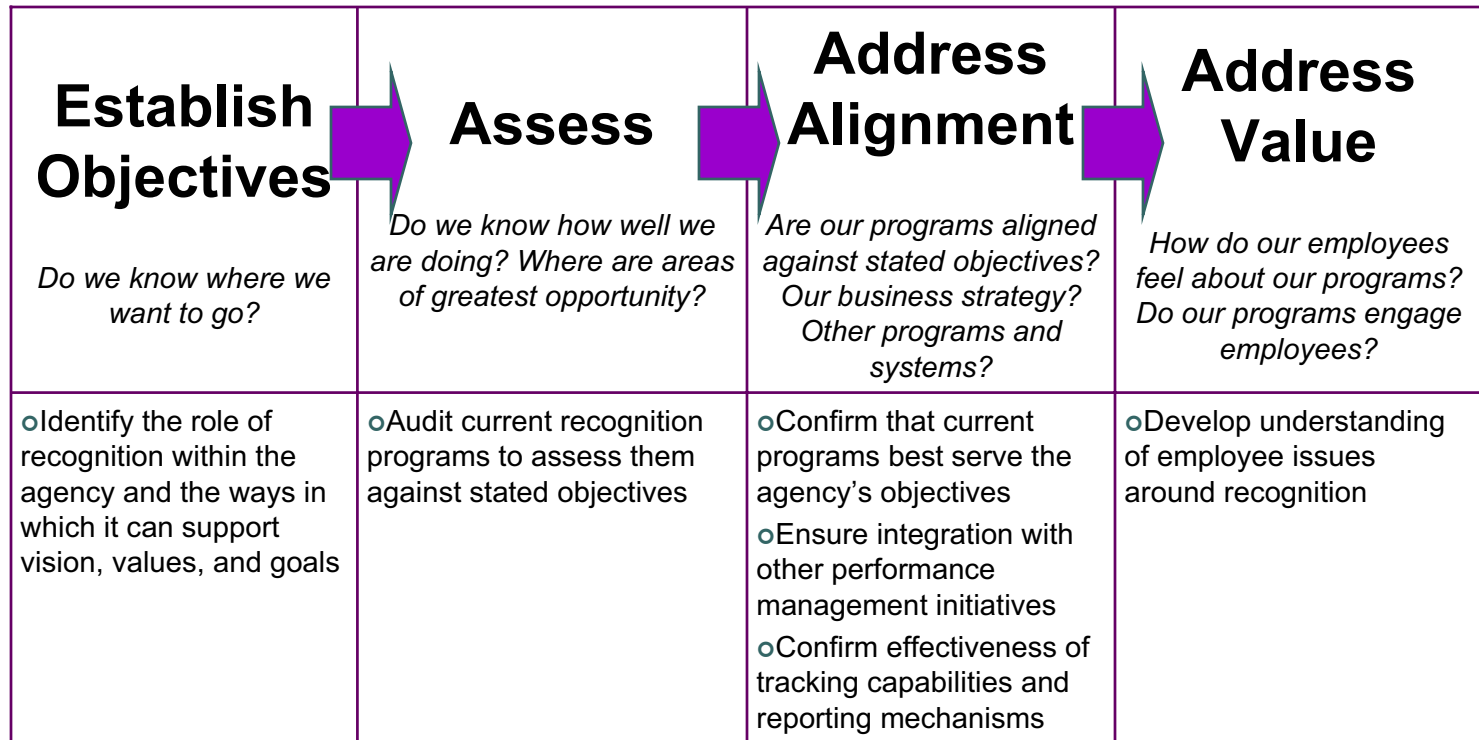 Establish
Objectives
Do we know where we
want to go?
Assess
Do we know how well we
are doing? Where are areas
of greatest opportunity?
Address
Alignment
Are our programs aligned
against stated objectives?
Our business strategy?
Other programs and
systems?
Address
Value
How do our employees
feel about our programs?
Do our programs engage
employees?
Identify the role of
recognition within the
agency and the ways in
which it can support
vision, values, and goals
Audit current recognition
programs to assess them
against stated objectives
Confirm that current
programs best serve the
agency’s objectives
Ensure integration with
other performance
management initiatives
Confirm effectiveness of
tracking capabilities and
reporting mechanisms
Develop understanding
of employee issues
around recognition